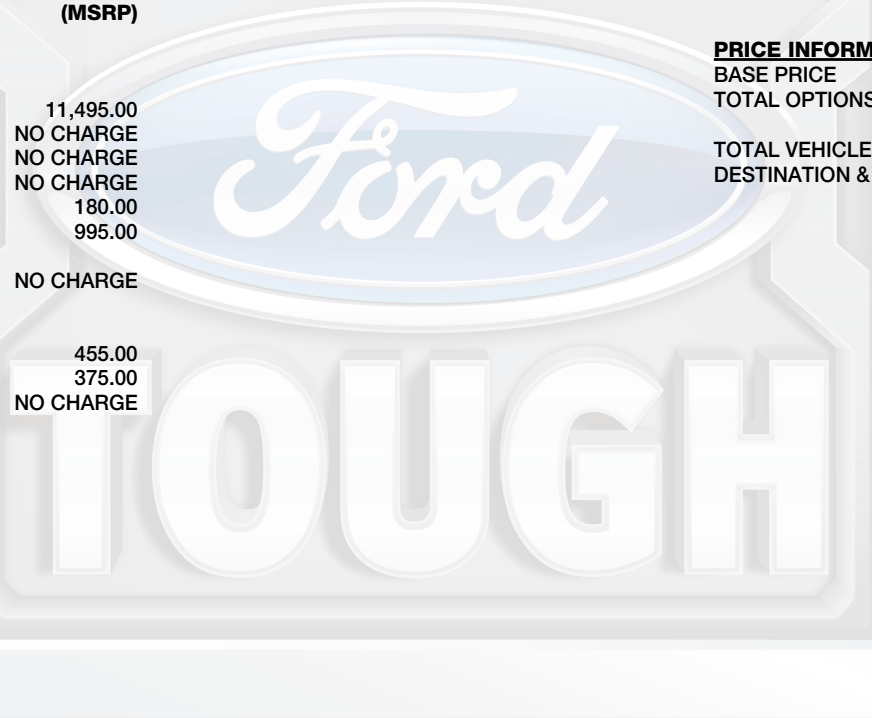 (MSRP)
11,495.00
NO CHARGE
NO CHARGE
NO CHARGE
180.00
995.00
NO CHARGE
455.00
375.00
NO CHARGE
PRICE INFORM
BASE PRICE
TOTAL OPTIONS
TOTAL VEHICLE
DESTINATION &
Ford
TOUGH